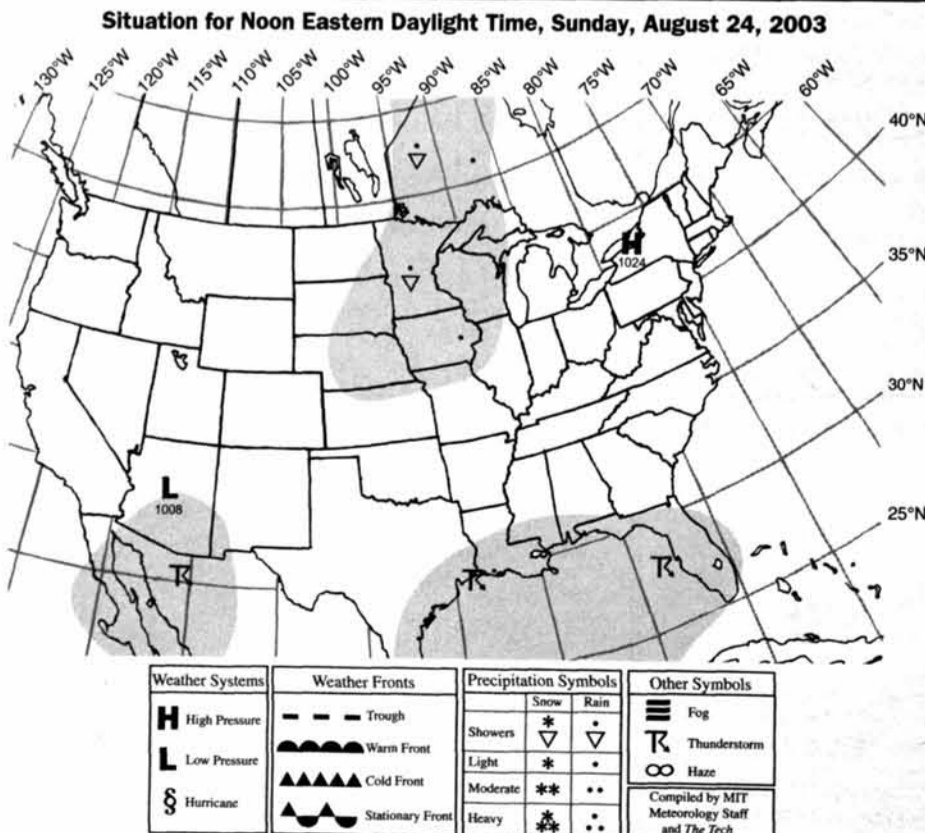 Situation for Noon Eastern Daylight Time, Sunday, August 24, 2003
130°W 125°W 120°W 115°W 110°W 105°W 100°W 95°W 90°W 85°W 80°W 75°W 70°W 65°W 60°W
40°N
35°N
30°N
25°N
H
1024
L
1008
Weather Systems
H High Pressure
L Low Pressure
§ Hurricane
Weather Fronts
Trough
Warm Front
Cold Front
Stationary Front
Precipitation Symbols
Snow Rain
Showers
Light
Moderate
Heavy
Other Symbols
Fog
Thunderstorm
Haze
Compiled by MIT
Meteorology Staff
and The Tech